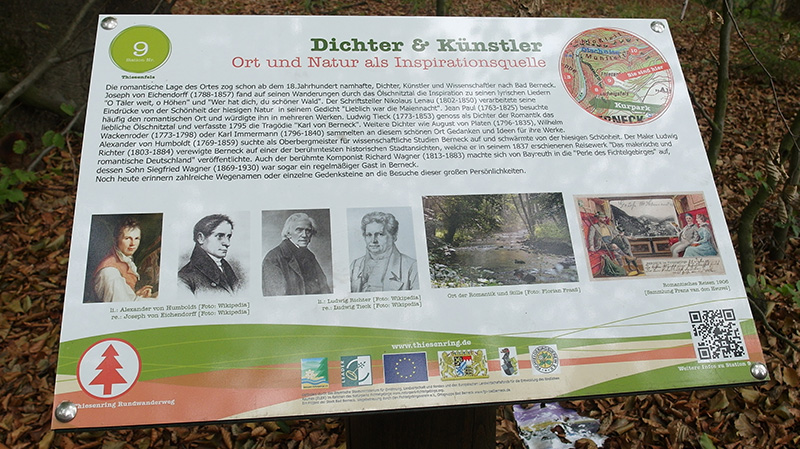 9
Station Nr.
Thiesenfels
Dichter & Künstler
Ort und Natur als Inspirationsquelle
Die romantische Lage des Ortes zog schon ab dem 18.Jahrhundert namhafte, Dichter, Künstler und Wissenschaftler nach Bad Berneck.
Joseph von Eichendorff (1788-1857) fand auf seinen Wanderungen durch das Ölschnitztal die Inspiration zu seinen lyrischen Liedern
"O Täler weit, o Höhen" und "Wer hat dich, du schöner Wald". Der Schriftsteller Nikolaus Lenau (1802-1850) verarbeitete seine
Eindrücke von der Schönheit der hiesigen Natur in seinem Gedicht "Lieblich war die Maiennacht". Jean Paul (1763-1825) besuchte
häufig den romantischen Ort und würdigte ihn in mehreren Werken. Ludwig Tieck (1773-1853) genoss als Dichter der Romantik das
liebliche Ölschnitztal und verfasste 1795 die Tragödie "Karl von Berneck". Weitere Dichter wie August von Platen (1796-1835), Wilhelm
Wackenroder (1773-1798) oder Karl Immermann (1796-1840) sammelten an diesem schönen Ort Gedanken und Ideen für ihre Werke.
Alexander von Humboldt (1769-1859) suchte als Oberbergmeister für wissenschaftliche Studien Berneck auf und schwärmte von der hiesigen Schönheit. Der Maler Ludwig
Richter (1803-1884) verewigte Berneck auf einer der berühmtesten historischen Stadtansichten, welche er in seinem 1837 erschienenen Reisewerk "Das malerische und
romantische Deutschland" veröffentlichte. Auch der berühmte Komponist Richard Wagner (1813-1883) machte sich von Bayreuth in die "Perle des Fichtelgebirges" auf,
dessen Sohn Siegfried Wagner (1869-1930) war sogar ein regelmäßiger Gast in Berneck.
Noch heute erinnern zahlreiche Wegenamen oder einzelne Gedenksteine an die Besuche dieser großen Persönlichkeiten.
Sie sind hier
Kurpark
li.: Alexander von Humboldt [Foto: Wikipedia]
re.: Joseph von Eichendorff [Foto: Wikipedia]
li.: Ludwig Richter [Foto: Wikipedia]
re.: Ludwig Tieck [Foto: Wikipedia]
Ort der Romantik und Stille [Foto: Florian Fraaß]
Romantisches Reisen 1906
[Sammlung Franz van den Heuvel]
www.thiesenring.de
Thiesenring Rundwanderweg
Weitere Infos zu Station 9